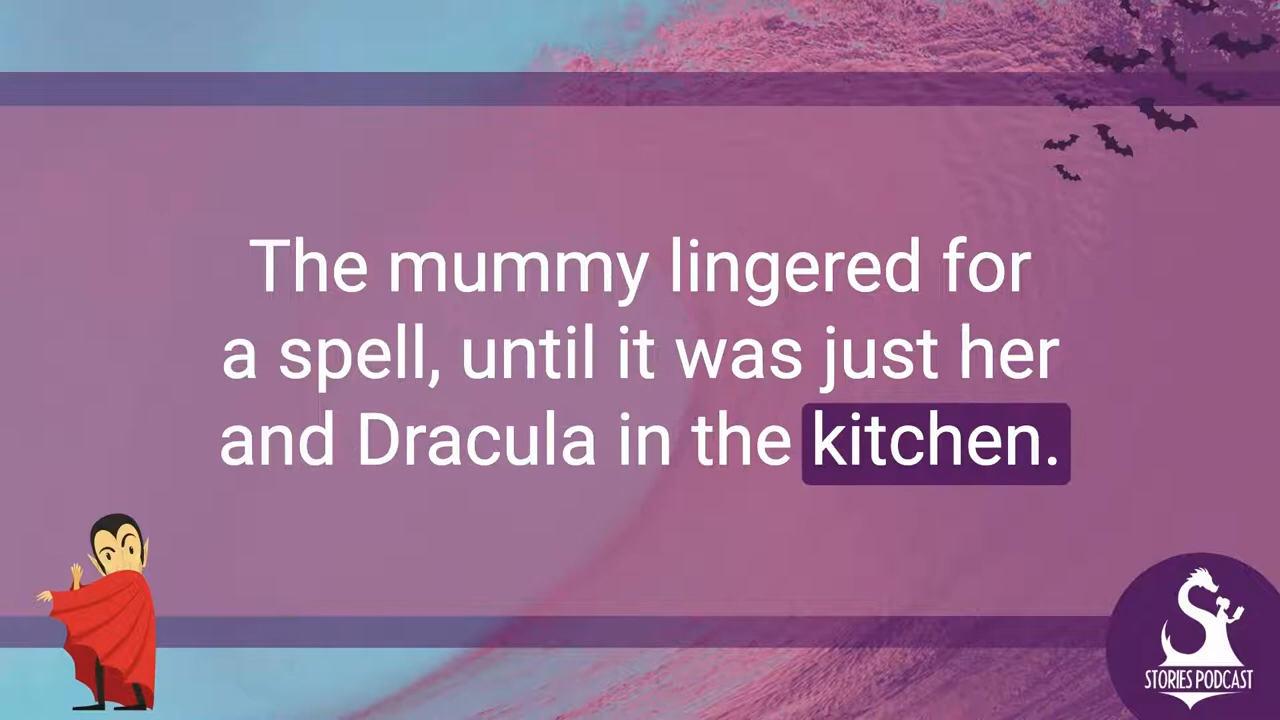 The mummy lingered for
a spell, until it was just her
and Dracula in the kitchen.
STORIES PODCAST